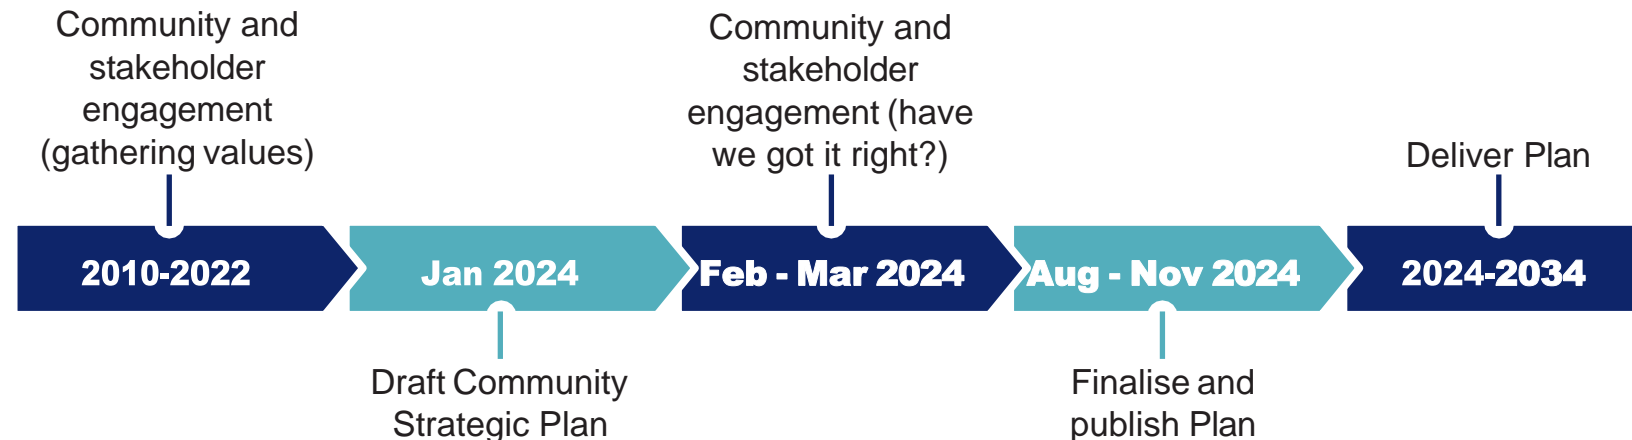 Community and
stakeholder
engagement
(gathering values)
Community and
stakeholder
engagement (have
we got it right?)
Deliver Plan
2010-2022
Jan 2024
Feb - Mar 2024
Aug - Nov 2024
2024-2034
Draft Community
Strategic Plan
Finalise and
publish Plan